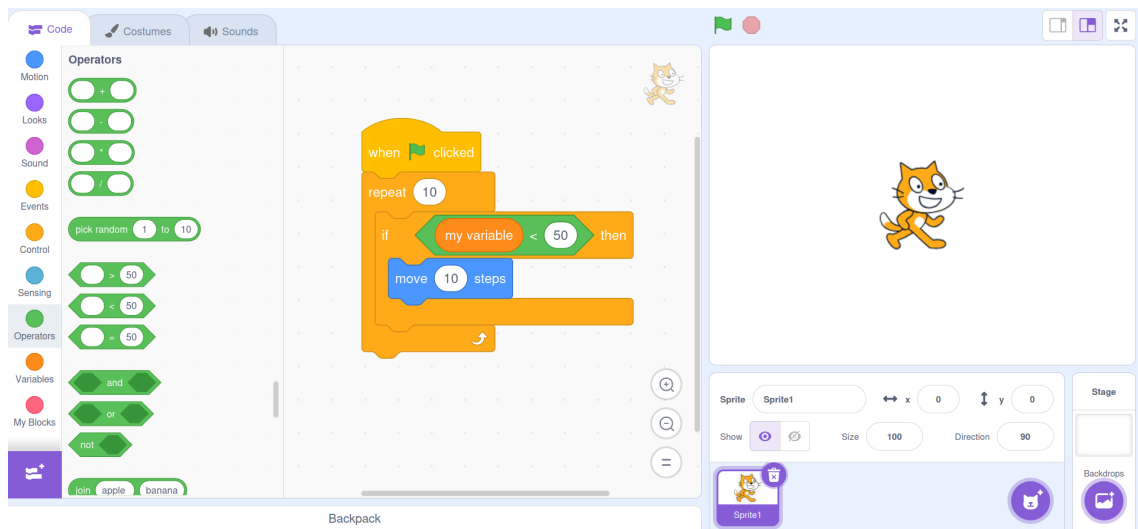 Code
Costumes
Sounds
Motion
Looks
Sound
Events
Control
Sensing
Operators
Variables
My Blocks
Operators
+
-
*
/
pick random 1 to 10
> 50
< 50
= 50
and
or
not
join apple banana
when clicked
repeat 10
if my variable < 50 then
move 10 steps
Backpack
Sprite Sprite1 x 0 y 0
Show Size 100 Direction 90
Sprite1
Stage
Backdrops